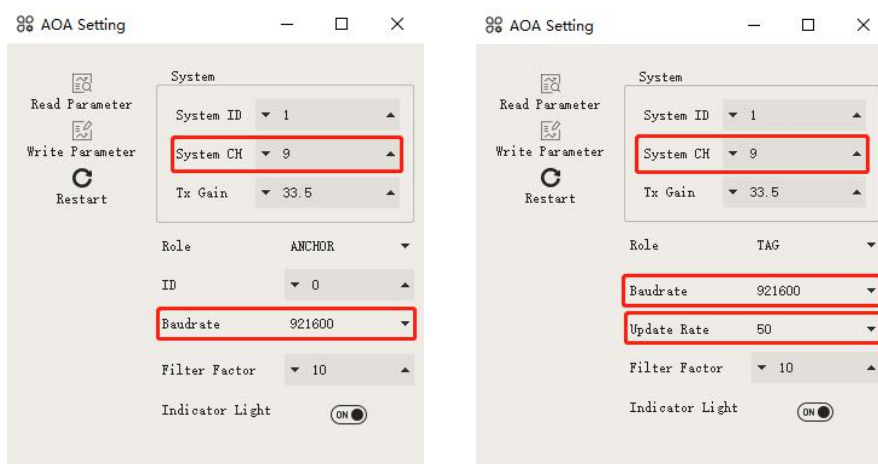 AOA Setting
System
Read Parameter
System ID 1
Write Parameter
System CH 9
Restart
Tx Gain 33.5
Role ANCHOR
ID 0
Baudrate 921600
Filter Factor 10
Indicator Light ON
AOA Setting
System
Read Parameter
System ID 1
Write Parameter
System CH 9
Restart
Tx Gain 33.5
Role TAG
Baudrate 921600
Update Rate 50
Filter Factor 10
Indicator Light ON